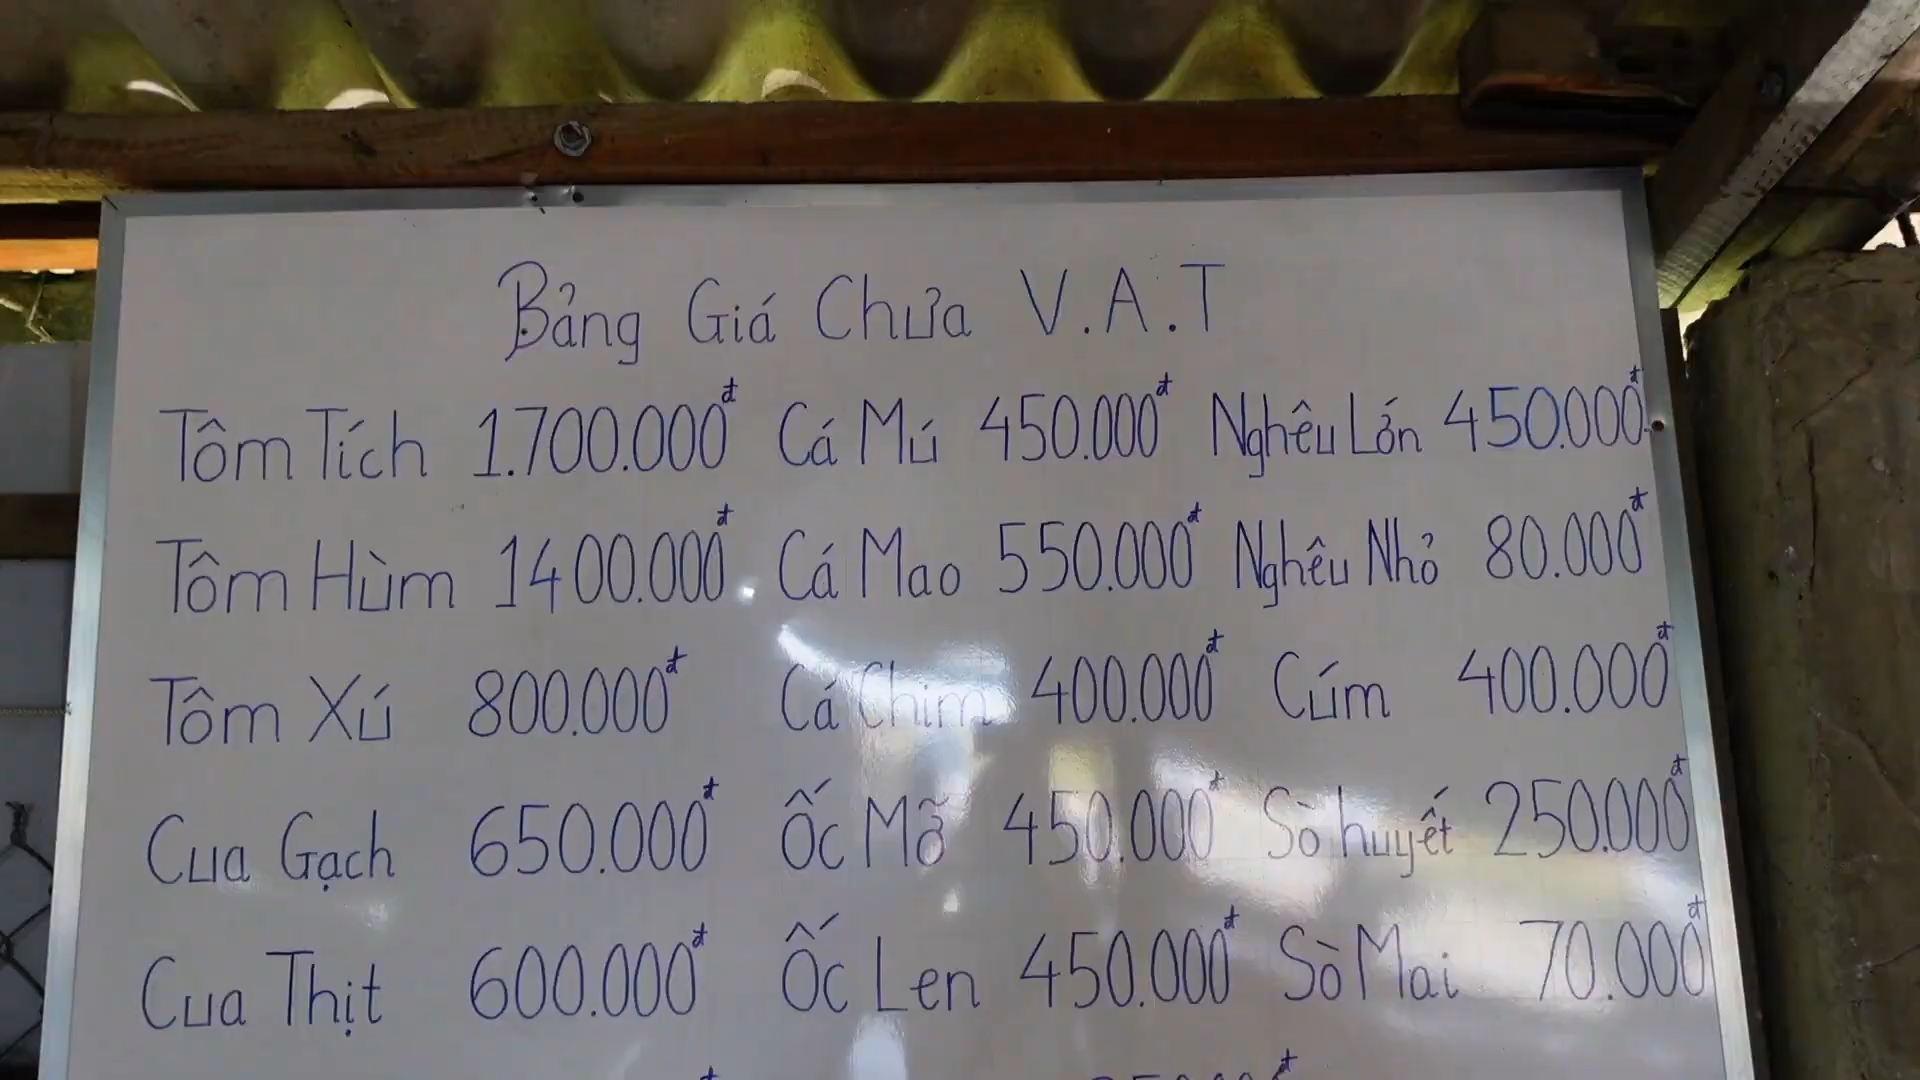 Bảng Giá Chưa V.A.T
Tôm Tích 1.700.000đ Cá Mú 450.000đ Nghêu Lớn 450.000đ
Tôm Hùm 1400.000đ Cá Mao 550.000đ Nghêu Nhỏ 80.000đ
Tôm Xú 800.000đ Cá Chim 400.000đ Cúm 400.000đ
Cua Gạch 650.000đ Ốc Mỡ 450.000đ Sò huyết 250.000đ
Cua Thịt 600.000đ Ốc Len 450.000đ Sò Mai 70.000đ